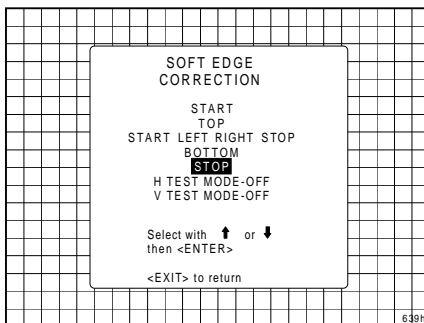 SOFT EDGE
CORRECTION
START
TOP
START LEFT RIGHT STOP
BOTTOM
STOP
H TEST MODE-OFF
V TEST MODE-OFF
Select with ⬆ or ⬇
then <ENTER>
<EXIT> to return
639h